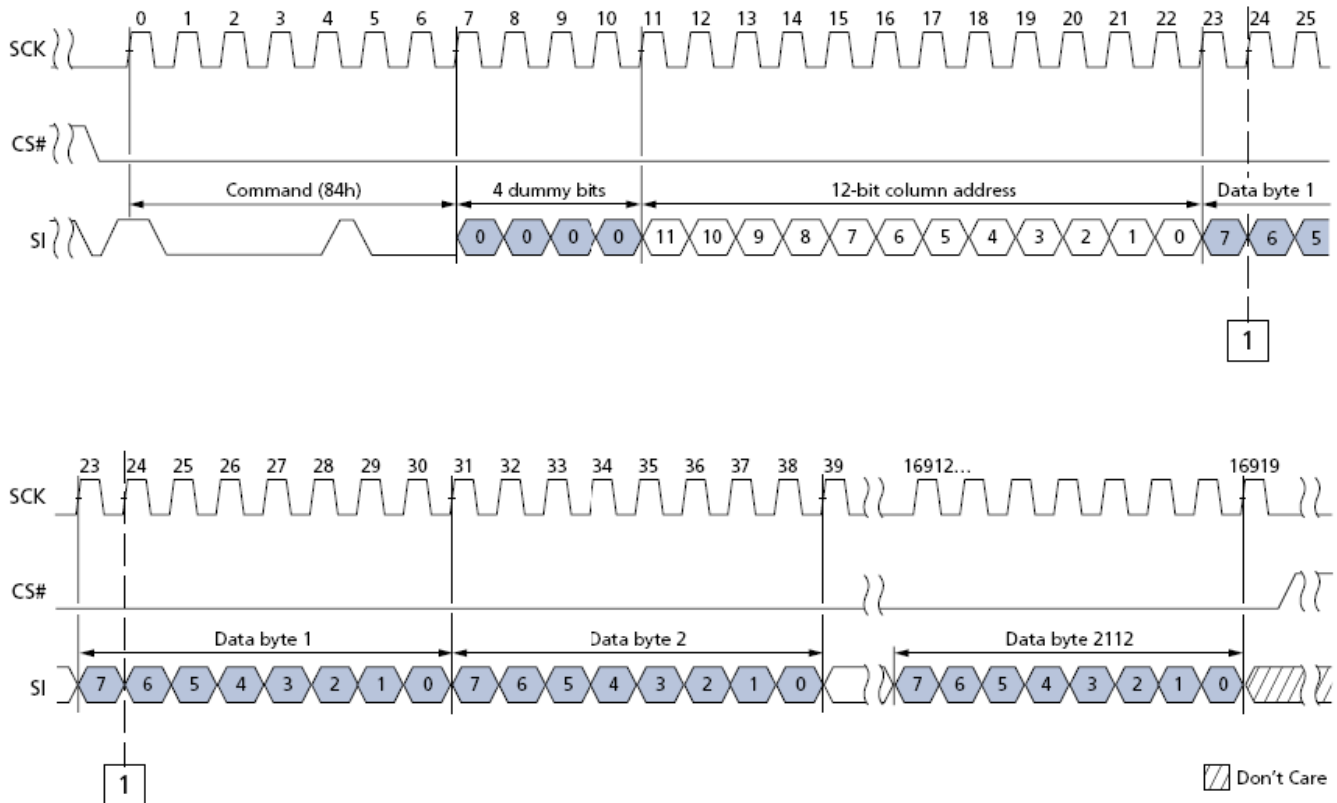 0 1 2 3 4 5 6 7 8 9 10 11 12 13 14 15 16 17 18 19 20 21 22 23 24 25
SCK
CS#
Command (84h) 4 dummy bits 12-bit column address Data byte 1
SI 0 0 0 0 11 10 9 8 7 6 5 4 3 2 1 0 7 6 5
1
23 24 25 26 27 28 29 30 31 32 33 34 35 36 37 38 39 16912... 16919
SCK
CS#
Data byte 1 Data byte 2 Data byte 2112
SI 7 6 5 4 3 2 1 0 7 6 5 4 3 2 1 0 7 6 5 4 3 2 1 0
1
Don't Care